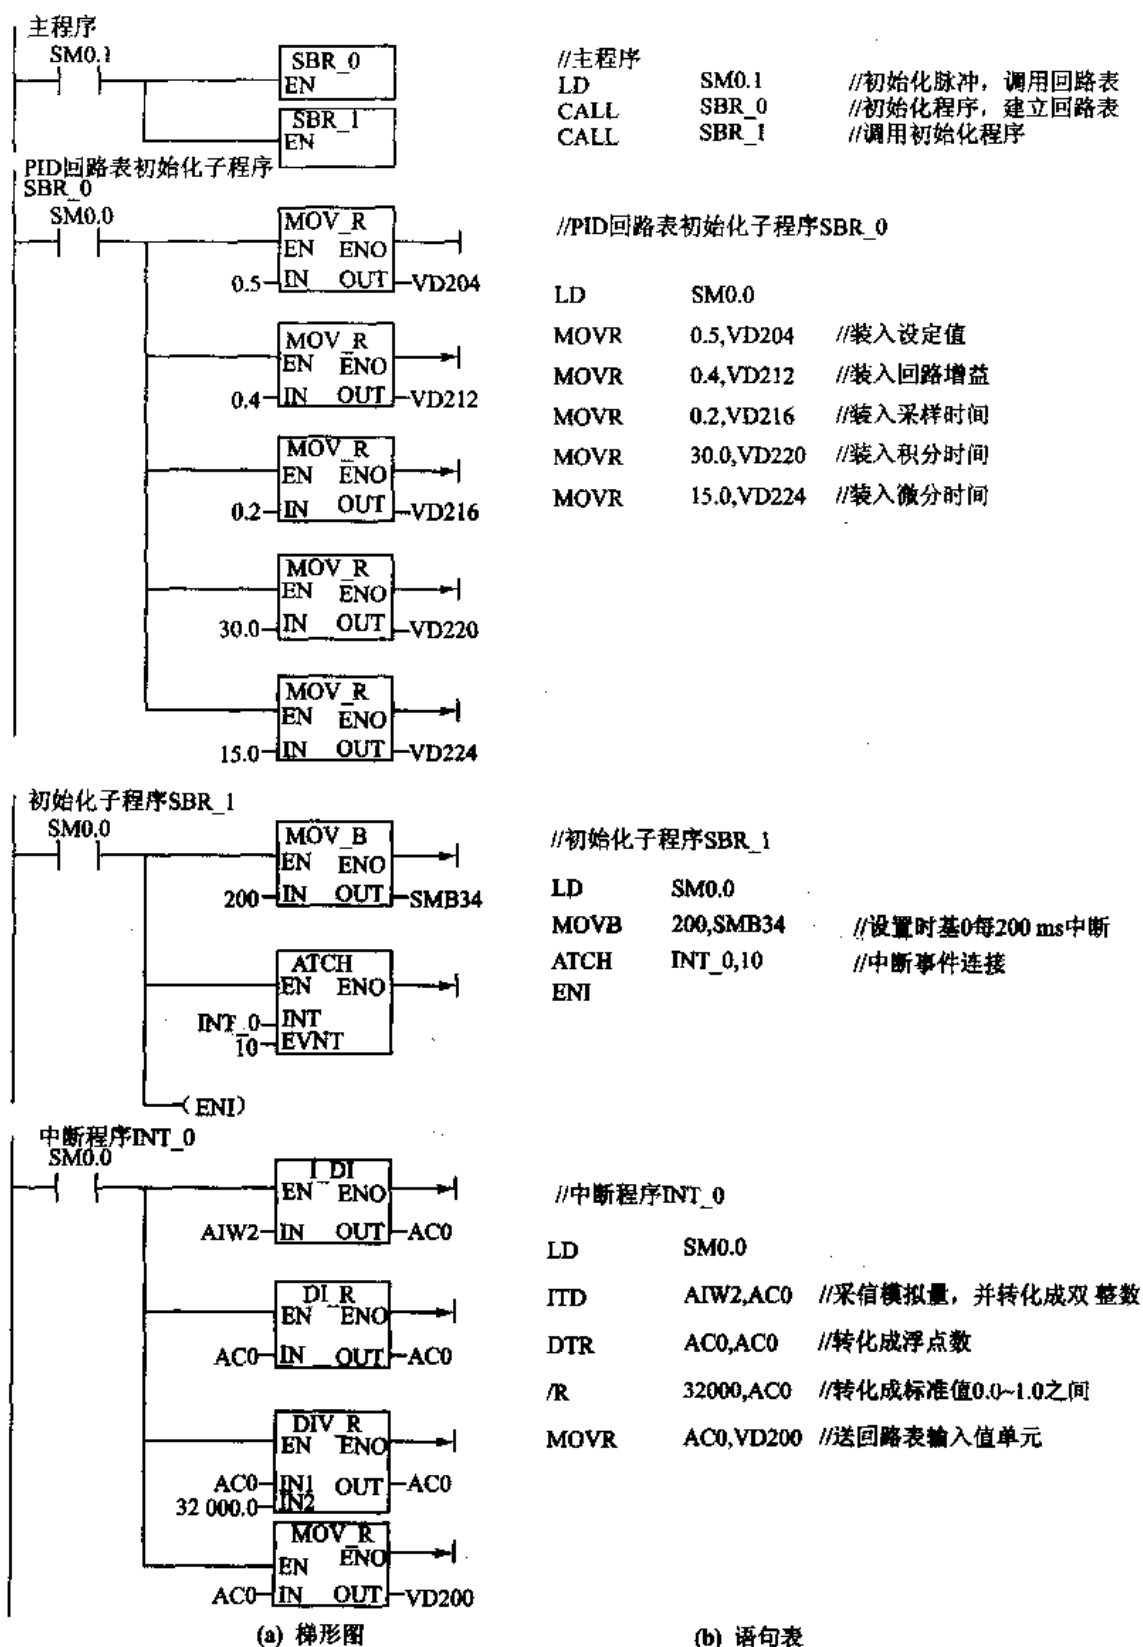 主程序
SM0.1
SBR_0
EN
SBR_1
EN
PID回路表初始化子程序
SBR_0
SM0.0
MOV_R
EN ENO
0.5 IN OUT VD204
MOV_R
EN ENO
0.4 IN OUT VD212
MOV_R
EN ENO
0.2 IN OUT VD216
MOV_R
EN ENO
30.0 IN OUT VD220
MOV_R
EN ENO
15.0 IN OUT VD224
初始化子程序SBR_1
SM0.0
MOV_B
EN ENO
200 IN OUT SMB34
ATCH
EN ENO
INT_0 INT
10 EVNT
(ENI)
中断程序INT_0
SM0.0
I_DI
EN ENO
AIW2 IN OUT AC0
DI_R
EN ENO
AC0 IN OUT AC0
DIV_R
EN ENO
AC0 IN1 OUT AC0
32 000.0 IN2
MOV_R
EN ENO
AC0 IN OUT VD200
(a) 梯形图
//主程序
LD SM0.1 //初始化脉冲，调用回路表
CALL SBR_0 //初始化程序，建立回路表
CALL SBR_1 //调用初始化程序
//PID回路表初始化子程序SBR_0
LD SM0.0
MOVR 0.5,VD204 //装入设定值
MOVR 0.4,VD212 //装入回路增益
MOVR 0.2,VD216 //装入采样时间
MOVR 30.0,VD220 //装入积分时间
MOVR 15.0,VD224 //装入微分时间
//初始化子程序SBR_1
LD SM0.0
MOVB 200,SMB34 //设置时基0每200 ms中断
ATCH INT_0,10 //中断事件连接
ENI
//中断程序INT_0
LD SM0.0
ITD AIW2,AC0 //采信模拟量，并转化成双 整数
DTR AC0,AC0 //转化成浮点数
/R 32000,AC0 //转化成标准值0.0~1.0之间
MOVR AC0,VD200 //送回路表输入值单元
(b) 语句表